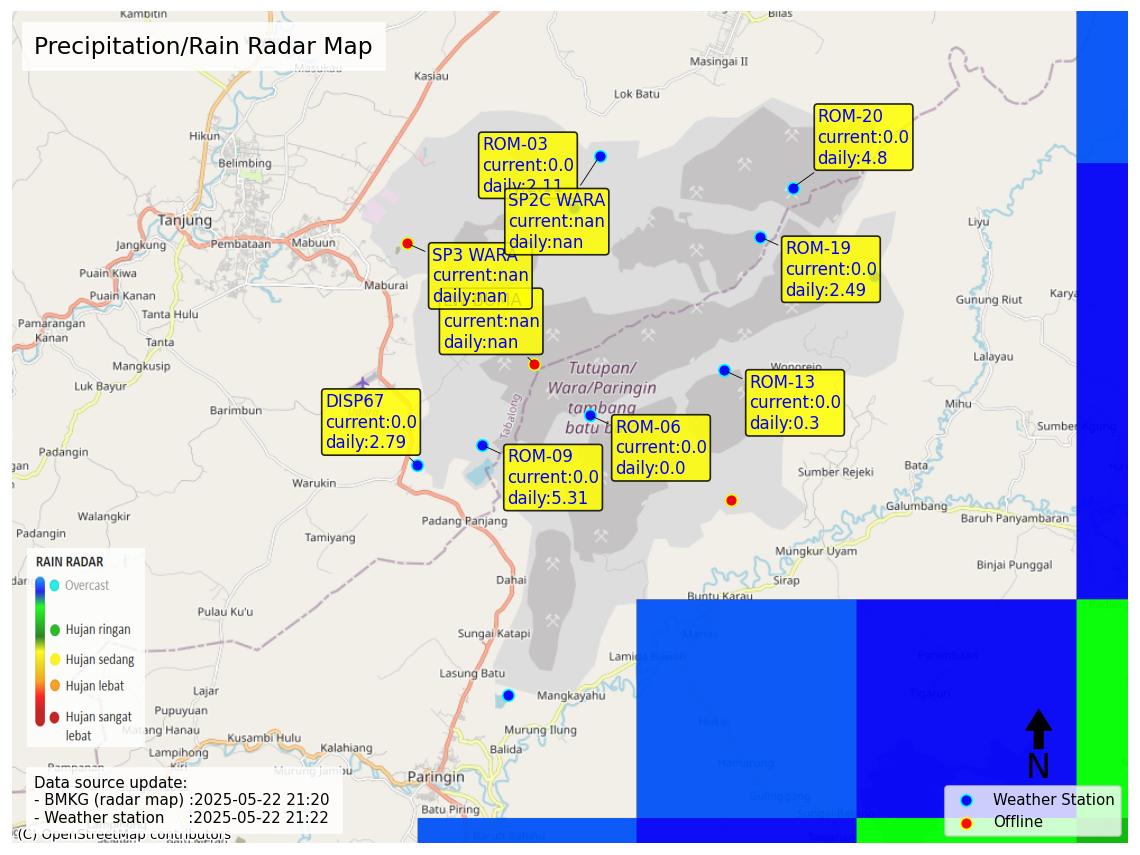 Kambitin
Bilas
Precipitation/Rain Radar Map
Masukau
Kasiau
Masingai II
Lok Batu
Hikun
Belimbing
ROM-03
current:0.0
daily:2.11
ROM-20
current:0.0
daily:4.8
SP2C WARA
current:nan
daily:nan
Tanjung
Jangkung
Pembataan
Mabuun
Liyu
SP3 WARA
current:nan
daily:nan
ROM-19
current:0.0
daily:2.49
Puain Kiwa
Maburai
Puain Kanan
Gunung Riut
Karya
Tanta Hulu
current:nan
daily:nan
Pamarangan
Kanan
Tanta
Lalayau
Mangkusip
Luk Bayur
Tutupan/
Wara/Paringin
tambang
batu b
Wonorejo
ROM-13
current:0.0
daily:0.3
DISP67
current:0.0
daily:2.79
Tabalong
Barimbun
Mihu
ROM-06
current:0.0
daily:0.0
Sumber Agung
Padangin
gan
ROM-09
current:0.0
daily:5.31
Bata
Sumber Rejeki
Warukin
Galumbang
Walangkir
Padang Panjang
Baruh Panyambaran
Padangin
Tamiyang
Mungkur Uyam
Binjai Punggal
RAIN RADAR
Overcast
Hujan ringan
Hujan sedang
Hujan lebat
Hujan sangat
lebat
Dahai
Sirap
Buntu Karau
Pulau Ku'u
Sungai Katapi
Lasung Batu
Lajar
Mangkayahu
Pupuyuan
Matang Hanau
Murung Ilung
Kusambi Hulu
Lampihong
Kalahiang
Balida
Murung Jambu
Paringin
Batu Piring
Data source update:
- BMKG (radar map) :2025-05-22 21:20
- Weather station :2025-05-22 21:22
(C) OpenStreetMap contributors
N
Weather Station
Offline